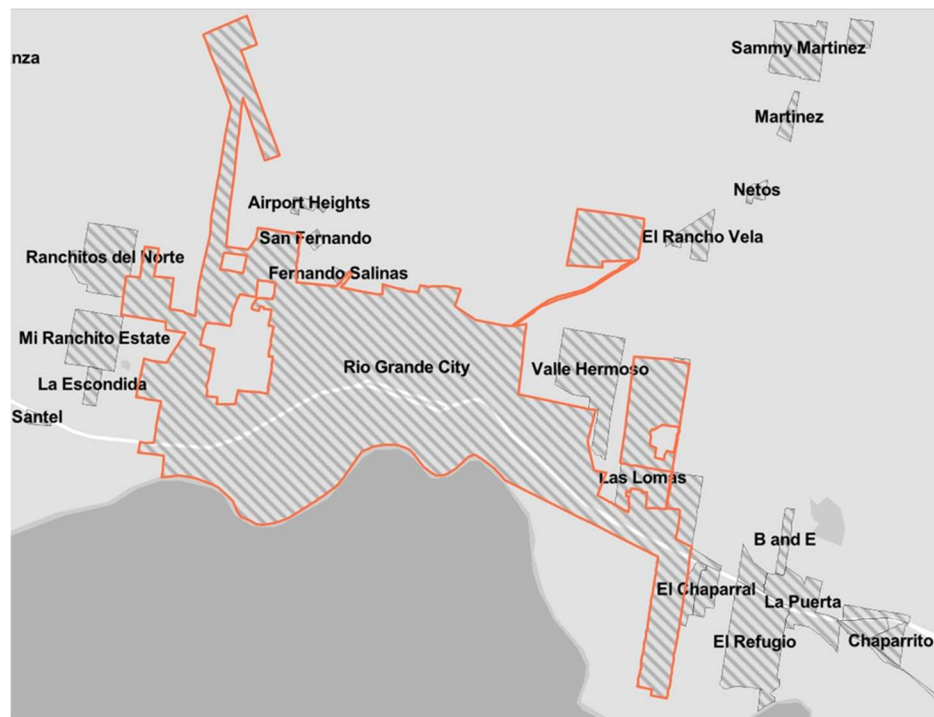 Sammy Martinez
nza
Martinez
Netos
Airport Heights
San Fernando
El Rancho Vela
Ranchitos del Norte
Fernando Salinas
Mi Ranchito Estate
Rio Grande City
Valle Hermoso
La Escondida
Santel
Las Lomas
B and E
El Chaparral
La Puerta
El Refugio
Chaparrito